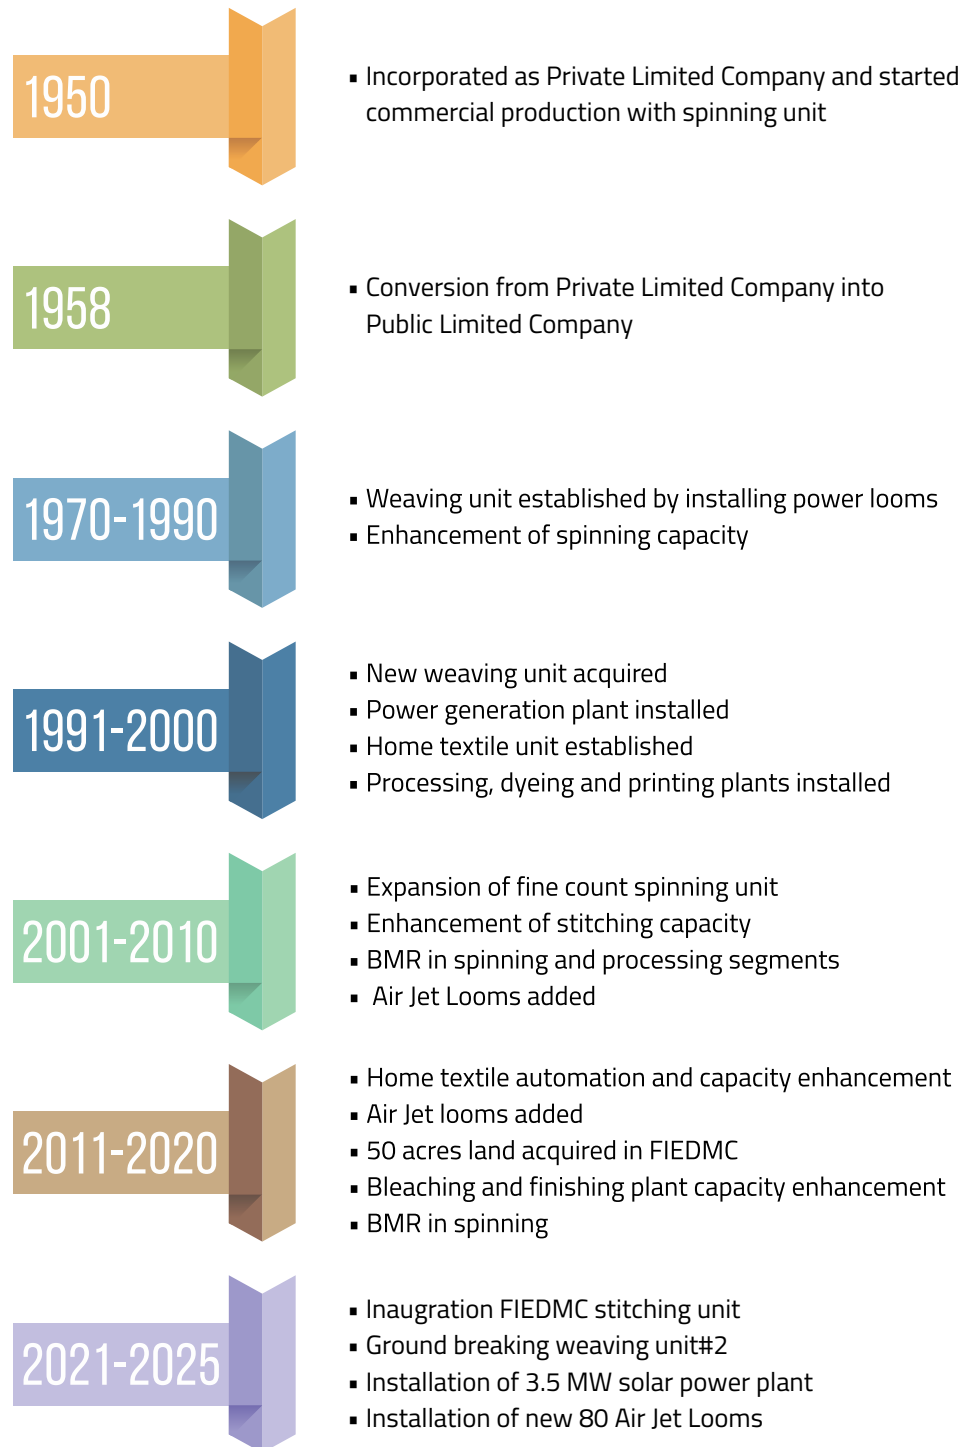 1950
▪ Incorporated as Private Limited Company and started
commercial production with spinning unit
1958
▪ Conversion from Private Limited Company into
Public Limited Company
1970-1990
▪ Weaving unit established by installing power looms
▪ Enhancement of spinning capacity
1991-2000
▪ New weaving unit acquired
▪ Power generation plant installed
▪ Home textile unit established
▪ Processing, dyeing and printing plants installed
2001-2010
▪ Expansion of fine count spinning unit
▪ Enhancement of stitching capacity
▪ BMR in spinning and processing segments
▪ Air Jet Looms added
2011-2020
▪ Home textile automation and capacity enhancement
▪ Air Jet looms added
▪ 50 acres land acquired in FIEDMC
▪ Bleaching and finishing plant capacity enhancement
▪ BMR in spinning
2021-2025
▪ Inaugration FIEDMC stitching unit
▪ Ground breaking weaving unit#2
▪ Installation of 3.5 MW solar power plant
▪ Installation of new 80 Air Jet Looms